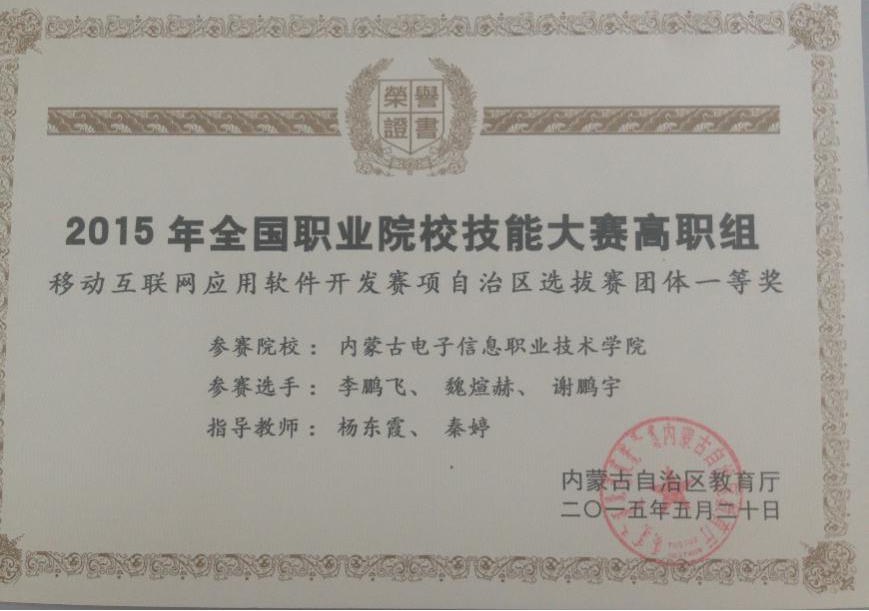 榮譽
證書
2015年全国职业院校技能大赛高职组
移动互联网应用软件开发赛项自治区选拔赛团体一等奖
参赛院校：内蒙古电子信息职业技术学院
参赛选手：李鹏飞、魏煊赫、谢鹏宇
指导教师：杨东霞、秦婷
内蒙古自治区教育厅
二〇一五年五月二十日